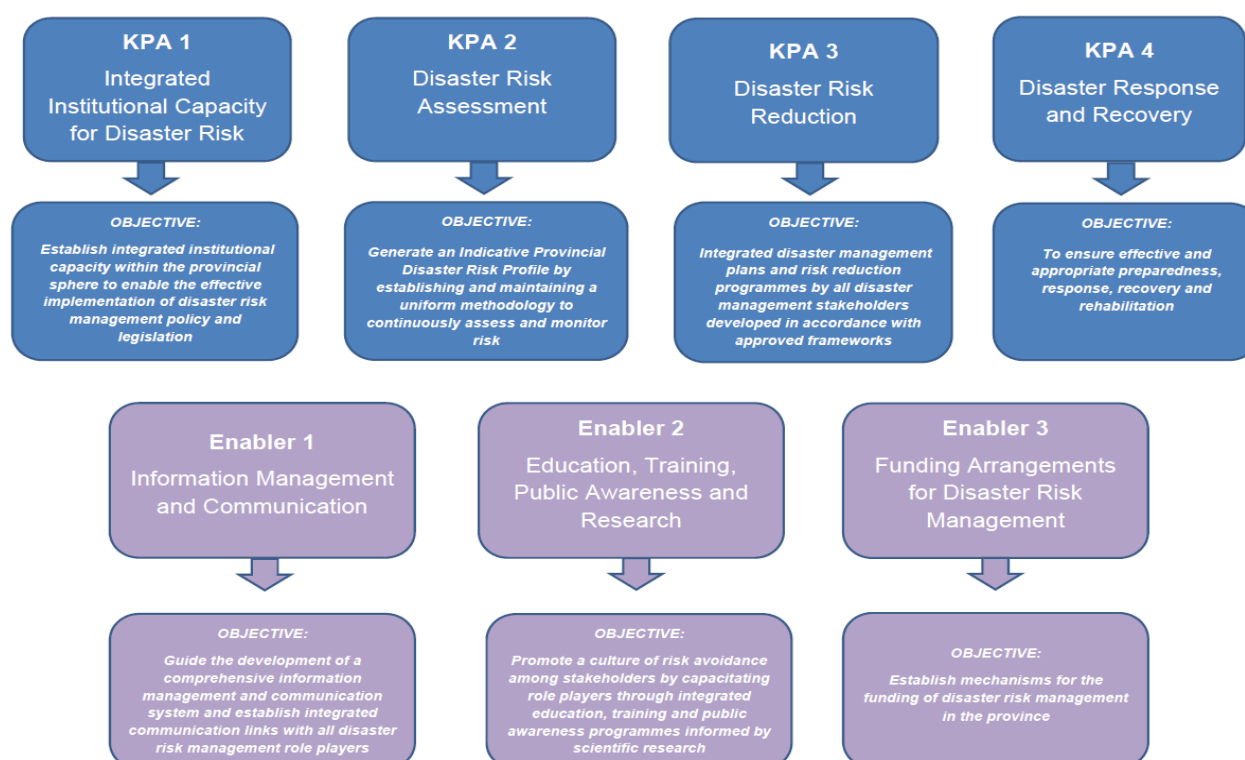 KPA 1
Integrated
Institutional Capacity
for Disaster Risk
KPA 2
Disaster Risk
Assessment
KPA 3
Disaster Risk
Reduction
KPA 4
Disaster Response
and Recovery
OBJECTIVE:
Establish integrated institutional
capacity within the provincial
sphere to enable the effective
implementation of disaster risk
management policy and
legislation
OBJECTIVE:
Generate an Indicative Provincial
Disaster Risk Profile by
establishing and maintaining a
uniform methodology to
continuously assess and monitor
risk
OBJECTIVE:
Integrated disaster management
plans and risk reduction
programmes by all disaster
management stakeholders
developed in accordance with
approved frameworks
OBJECTIVE:
To ensure effective and
appropriate preparedness,
response, recovery and
rehabilitation
Enabler 1
Information Management
and Communication
Enabler 2
Education, Training,
Public Awareness and
Research
Enabler 3
Funding Arrangements
for Disaster Risk
Management
OBJECTIVE:
Guide the development of a
comprehensive information
management and communication
system and establish integrated
communication links with all disaster
risk management role players
OBJECTIVE:
Promote a culture of risk avoidance
among stakeholders by capacitating
role players through integrated
education, training and public
awareness programmes informed by
scientific research
OBJECTIVE:
Establish mechanisms for the
funding of disaster risk management
in the province